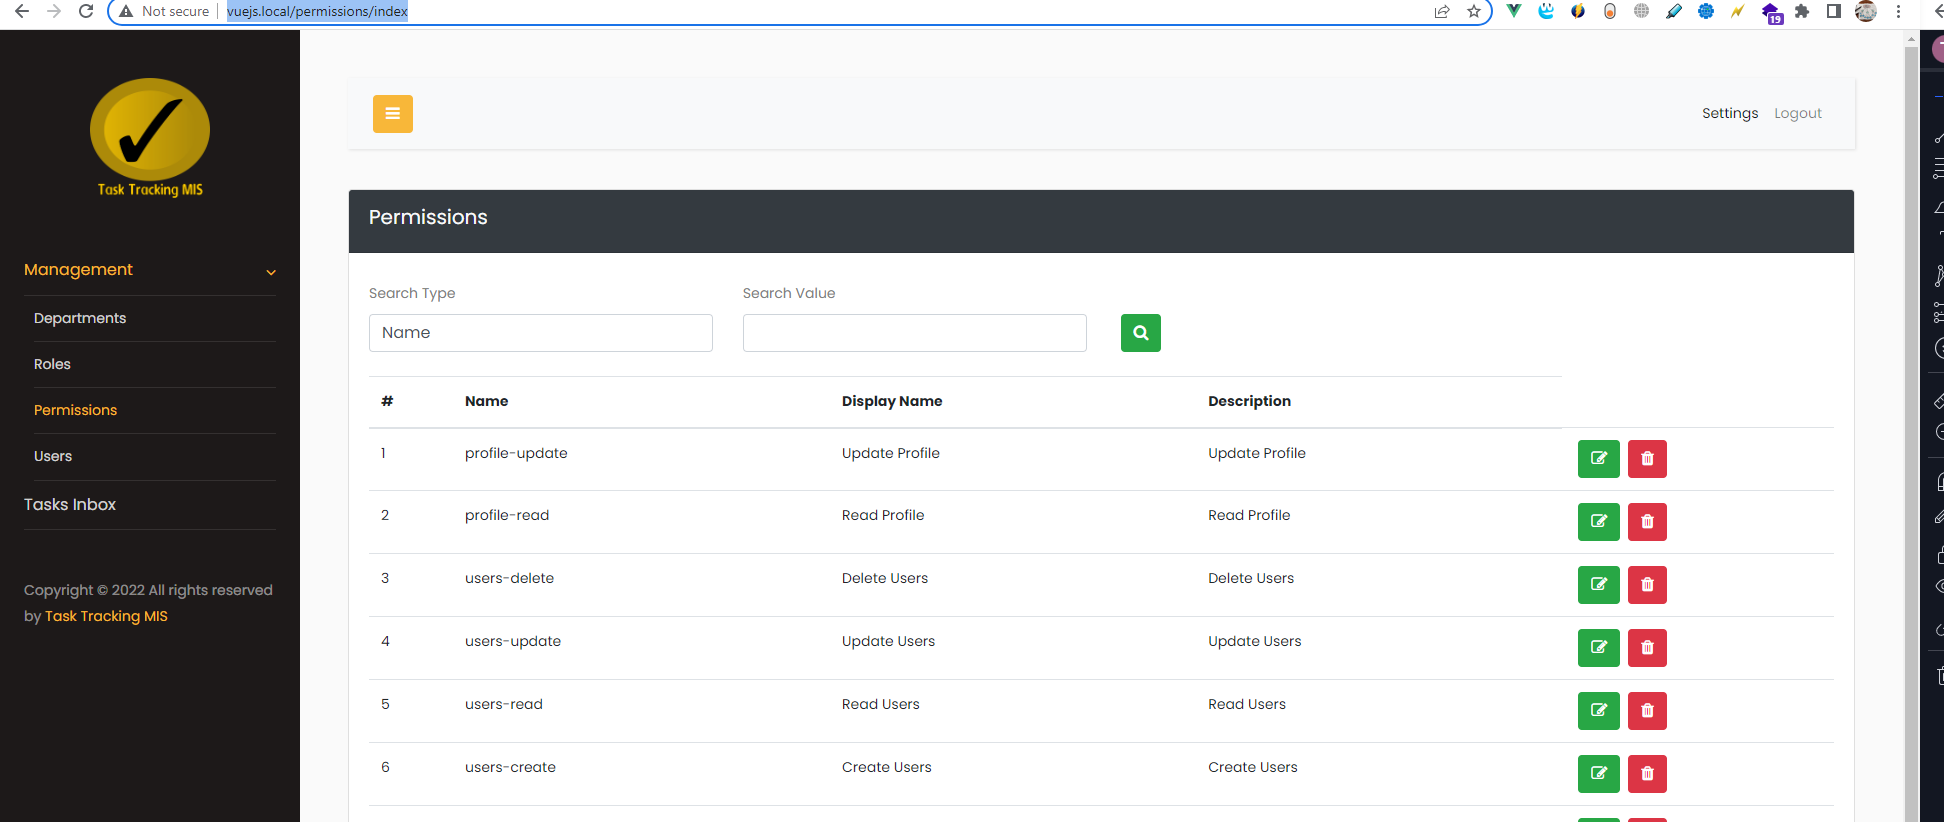 Not secure vuejs.local/permissions/index
19
Task Tracking MIS
Settings Logout
Permissions
Management
Departments
Roles
Permissions
Users
Tasks Inbox
Copyright © 2022 All rights reserved
by Task Tracking MIS
Search Type Search Value
Name
# Name Display Name Description
1 profile-update Update Profile Update Profile
2 profile-read Read Profile Read Profile
3 users-delete Delete Users Delete Users
4 users-update Update Users Update Users
5 users-read Read Users Read Users
6 users-create Create Users Create Users